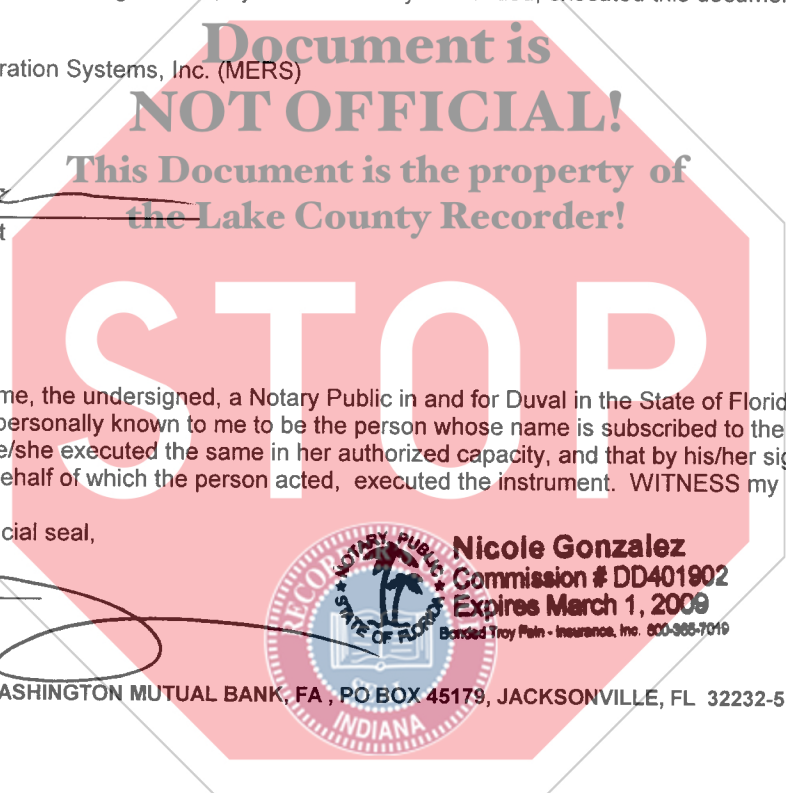 executed this document
Document is
ration Systems, Inc. (MERS)
NOT OFFICIAL!
This Document is the property of
the Lake County Recorder!
t
STOP
me, the undersigned, a Notary Public in and for Duval in the State of Florid
personally known to me to be the person whose name is subscribed to the
e/she executed the same in her authorized capacity, and that by his/her sig
ehalf of which the person acted, executed the instrument. WITNESS my
cial seal,
NOTARY PUBLIC
STATE OF FLORIDA
Nicole Gonzalez
Commission # DD401902
Expires March 1, 2009
Bonded Troy Fain - Insurance, Inc. 800-385-7019
SEAL
INDIANA
ASHINGTON MUTUAL BANK, FA , PO BOX 45179, JACKSONVILLE, FL 32232-5